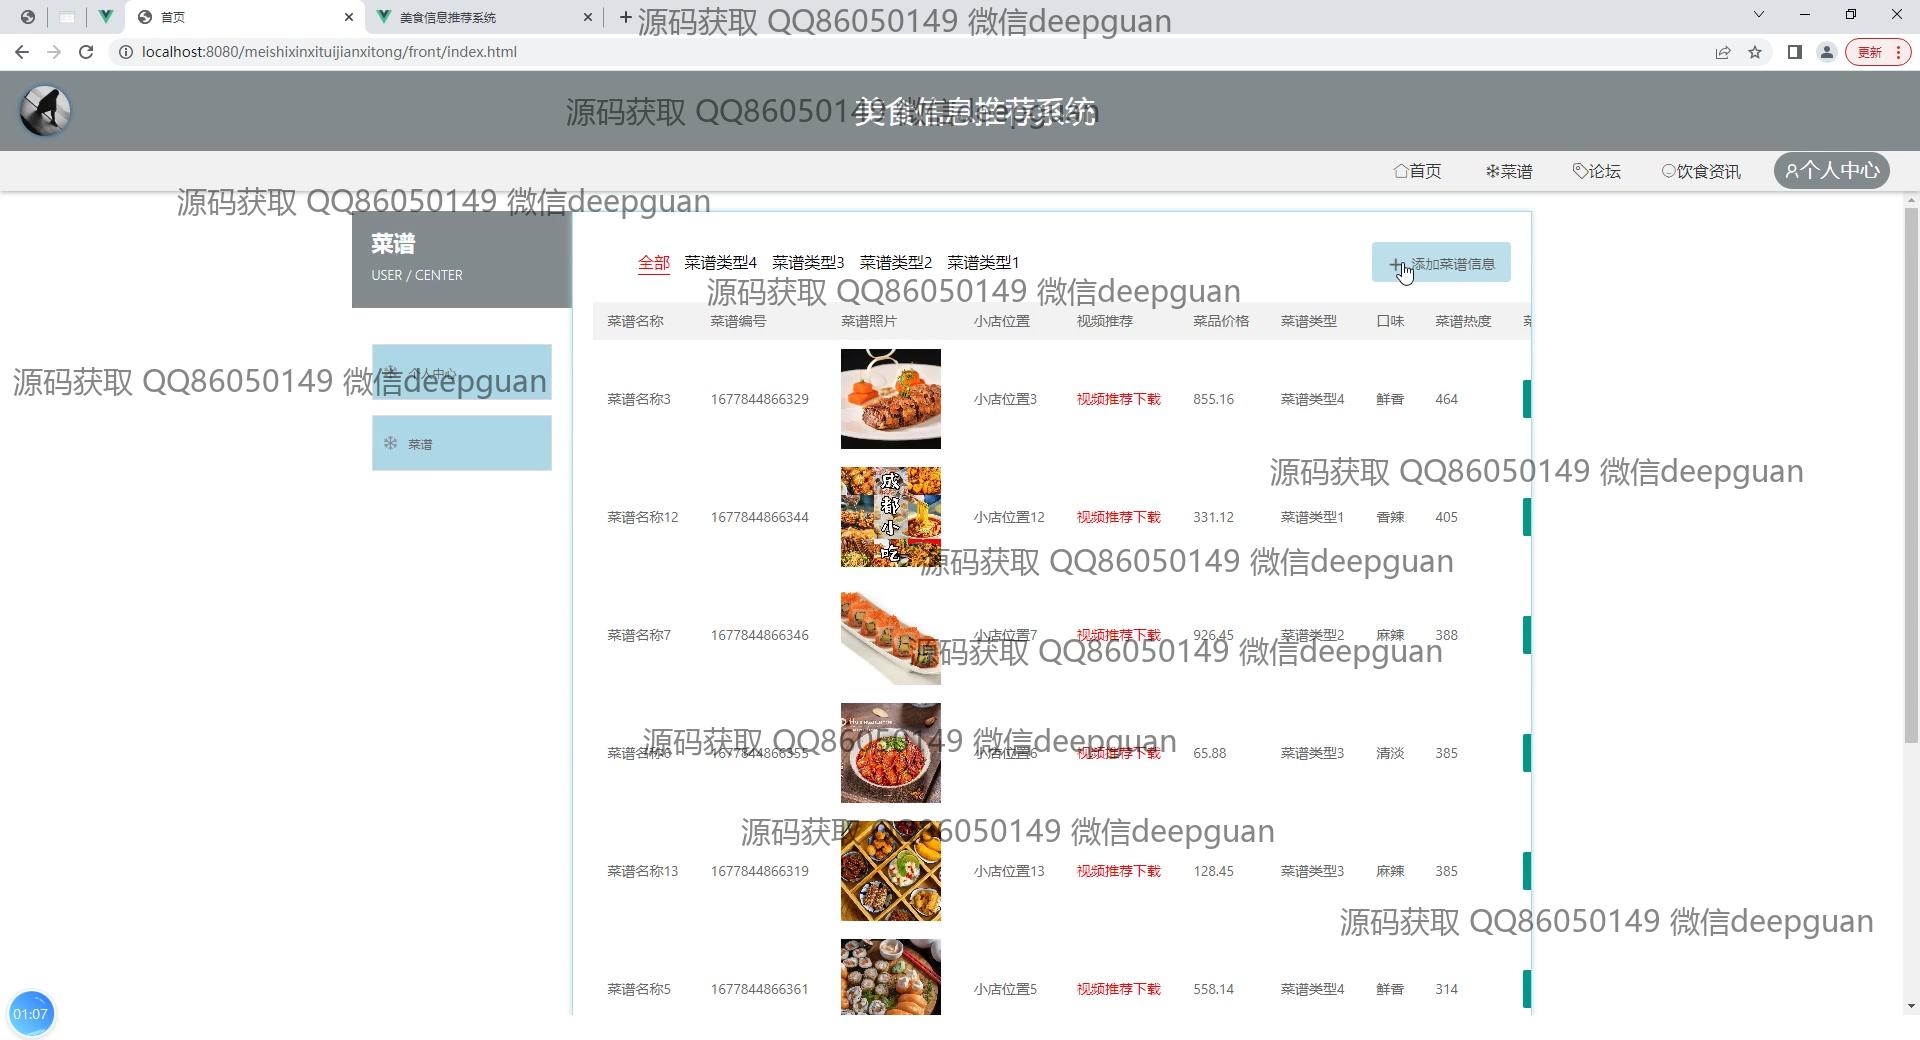 首页
美食信息推荐系统
源码获取 QQ86050149 微信deepguan
localhost:8080/meishixinxituijianxitong/front/index.html
更新
源码获取 QQ86050149 微信deepguan
美食信息推荐系统
首页 菜谱 论坛 饮食资讯 个人中心
源码获取 QQ86050149 微信deepguan
菜谱
USER / CENTER
全部 菜谱类型4 菜谱类型3 菜谱类型2 菜谱类型1
添加菜谱信息
源码获取 QQ86050149 微信deepguan
菜谱名称 菜谱编号 菜谱照片 小店位置 视频推荐 菜品价格 菜谱类型 口味 菜谱热度
个人中心
源码获取 QQ86050149 微信deepguan
菜谱名称3 1677844866329 小店位置3 视频推荐下载 855.16 菜谱类型4 鲜香 464
菜谱
源码获取 QQ86050149 微信deepguan
成都小吃
菜谱名称12 1677844866344 小店位置12 视频推荐下载 331.12 菜谱类型1 香辣 405
源码获取 QQ86050149 微信deepguan
菜谱名称7 1677844866346 小店位置7 视频推荐下载 926.45 菜谱类型2 麻辣 388
源码获取 QQ86050149 微信deepguan
源码获取 QQ86050149 微信deepguan
菜谱名称6 1677844866355 小店位置6 视频推荐下载 65.88 菜谱类型3 清淡 385
源码获取 QQ86050149 微信deepguan
菜谱名称13 1677844866319 小店位置13 视频推荐下载 128.45 菜谱类型3 麻辣 385
源码获取 QQ86050149 微信deepguan
菜谱名称5 1677844866361 小店位置5 视频推荐下载 558.14 菜谱类型4 鲜香 314
01:07